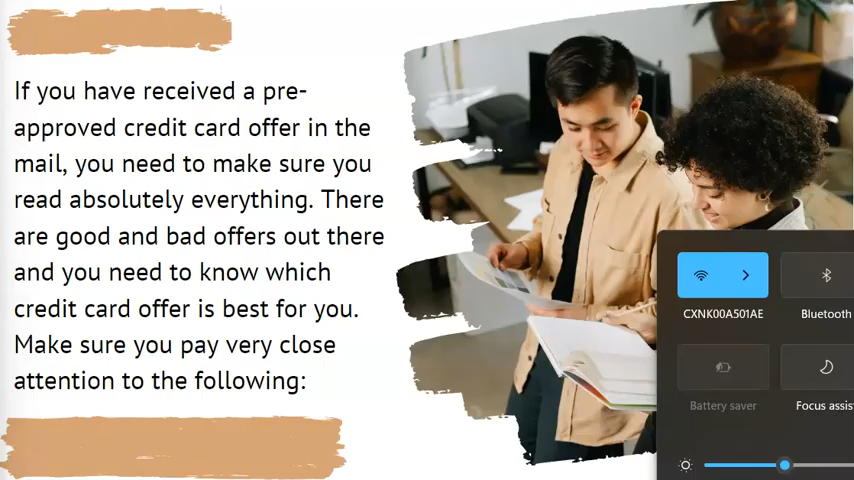 If you have received a pre-
approved credit card offer in the
mail, you need to make sure you
read absolutely everything. There
are good and bad offers out there
and you need to know which
credit card offer is best for you.
Make sure you pay very close
attention to the following:
CXNK00A501AE
Bluetooth
Battery saver
Focus assis